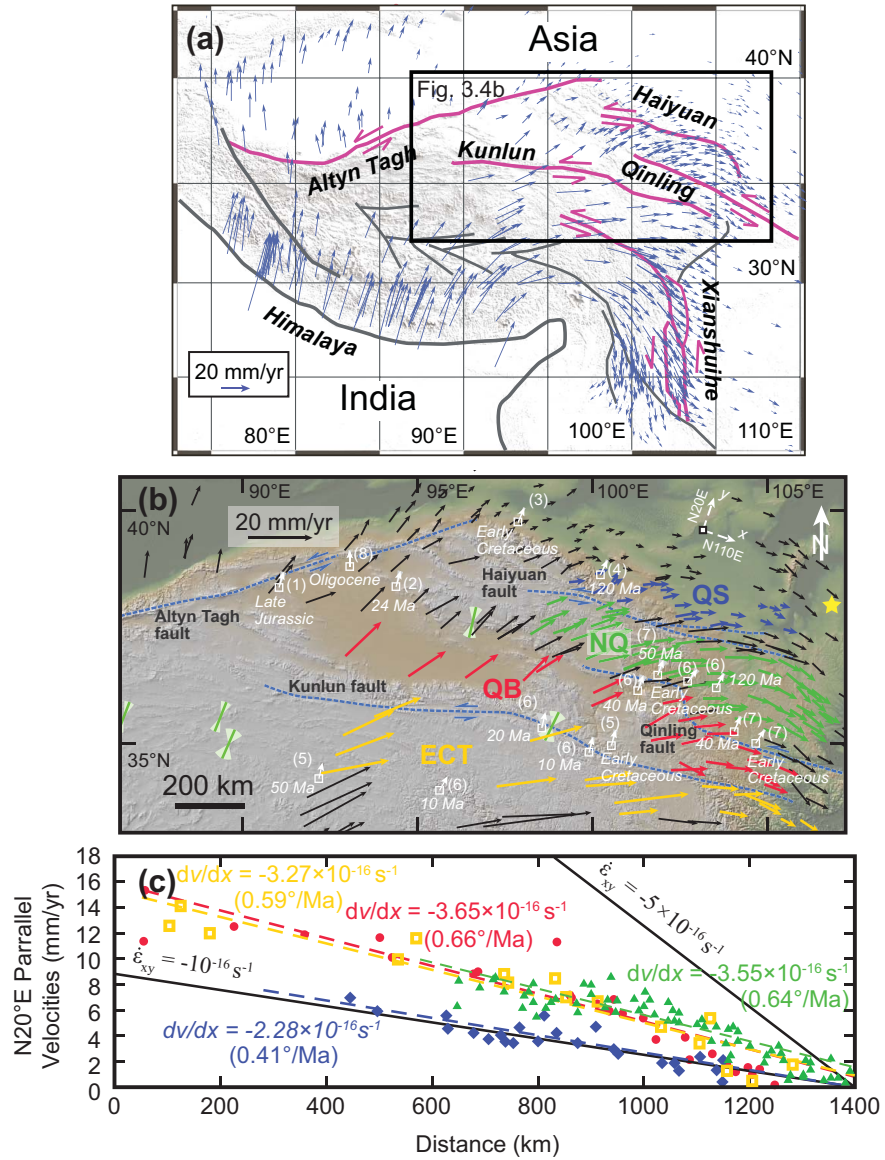 (a)
Asia
40°N
Fig. 3.4b
Haiyuan
Altyn Tagh
Kunlun
Qinling
30°N
Himalaya
Xianshuihe
20 mm/yr
India
80°E
90°E
100°E
110°E
(b)
90°E
95°E
100°E
105°E
40°N
20 mm/yr
(3)
Early
Cretaceous
N20E
y
x
N110E
N
(8)
Oligocene
(1)
Late
Jurassic
(2)
24 Ma
Haiyuan
fault
(4)
120 Ma
QS
Altyn Tagh
fault
NQ
(7)
50 Ma
(6)
(6)
120 Ma
QB
(6)
40 Ma
Early
Cretaceous
Kunlun fault
(6)
20 Ma
(5)
Early
Cretaceous
Qinling
fault
(7)
40 Ma
(7)
Early
Cretaceous
35°N
ECT
(6)
10 Ma
(5)
50 Ma
(6)
10 Ma
200 km
(c)
18
16
14
12
10
8
6
4
2
0
N20°E Parrallel
Velocities (mm/yr)
dv/dx = -3.27×10-16 s-1
(0.59°/Ma)
dv/dx = -3.65×10-16 s-1
(0.66°/Ma)
ε̇xy = -5×10-16 s-1
ε̇xy = -10-16 s-1
dv/dx = -3.55×10-16 s-1
(0.64°/Ma)
dv/dx = -2.28×10-16 s-1
(0.41°/Ma)
0 200 400 600 800 1000 1200 1400
Distance (km)